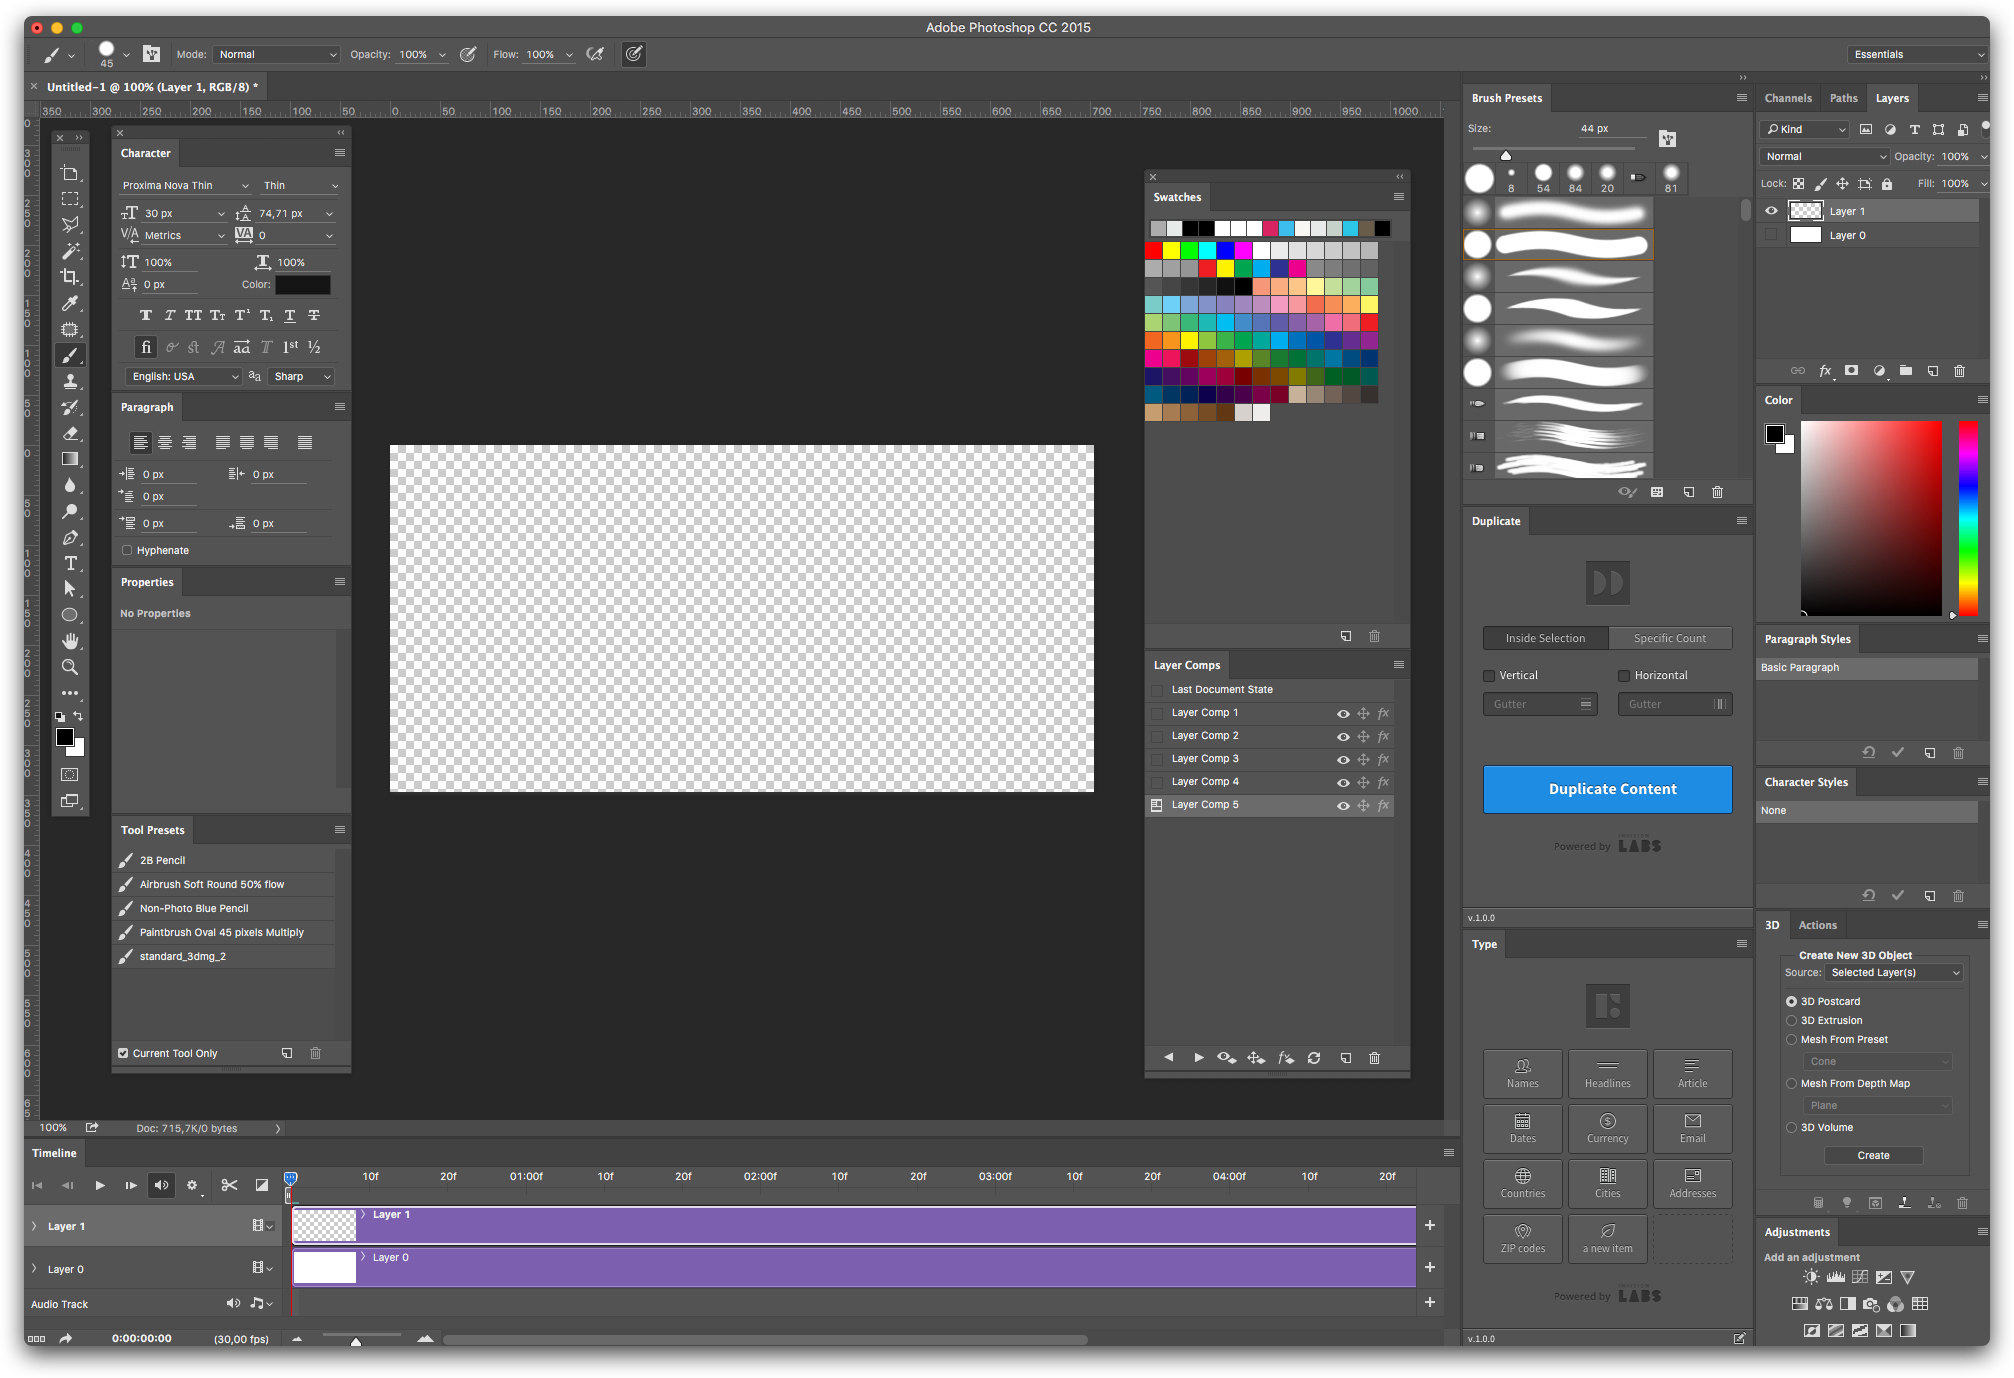 Adobe Photoshop CC 2015
45
Mode: Normal Opacity: 100% Flow: 100%
Essentials
Untitled-1 @ 100% (Layer 1, RGB/8) *
350 300 250 200 150 100 50 0 50 100 150 200 250 300 350 400 450 500 550 600 650 700 750 800 850 900 950 1000
Character
Proxima Nova Thin Thin
30 px 74,71 px
Metrics 0
100% 100%
0 px Color:
English: USA Sharp
Paragraph
0 px 0 px
0 px
0 px 0 px
Hyphenate
Properties
No Properties
Tool Presets
2B Pencil
Airbrush Soft Round 50% flow
Non-Photo Blue Pencil
Paintbrush Oval 45 pixels Multiply
standard_3dmg_2
Current Tool Only
100% Doc: 715,7K/0 bytes
Swatches
Layer Comps
Last Document State
Layer Comp 1
Layer Comp 2
Layer Comp 3
Layer Comp 4
Layer Comp 5
Brush Presets
Size: 44 px
8 54 84 20 81
Duplicate
Inside Selection Specific Count
Vertical Horizontal
Gutter Gutter
Duplicate Content
Powered by INVISION LABS
v.1.0.0
Type
Names Headlines Article
Dates Currency Email
Countries Cities Addresses
ZIP codes a new item
Powered by INVISION LABS
v.1.0.0
Channels Paths Layers
Kind
Normal Opacity: 100%
Lock: Fill: 100%
Layer 1
Layer 0
Color
Paragraph Styles
Basic Paragraph
Character Styles
None
3D Actions
Create New 3D Object
Source: Selected Layer(s)
3D Postcard
3D Extrusion
Mesh From Preset
Cone
Mesh From Depth Map
Plane
3D Volume
Create
Adjustments
Add an adjustment
Timeline
10f 20f 01:00f 10f 20f 02:00f 10f 20f 03:00f 10f 20f 04:00f 10f 20f
Layer 1 Layer 1
Layer 0 Layer 0
Audio Track
0:00:00:00 (30,00 fps)